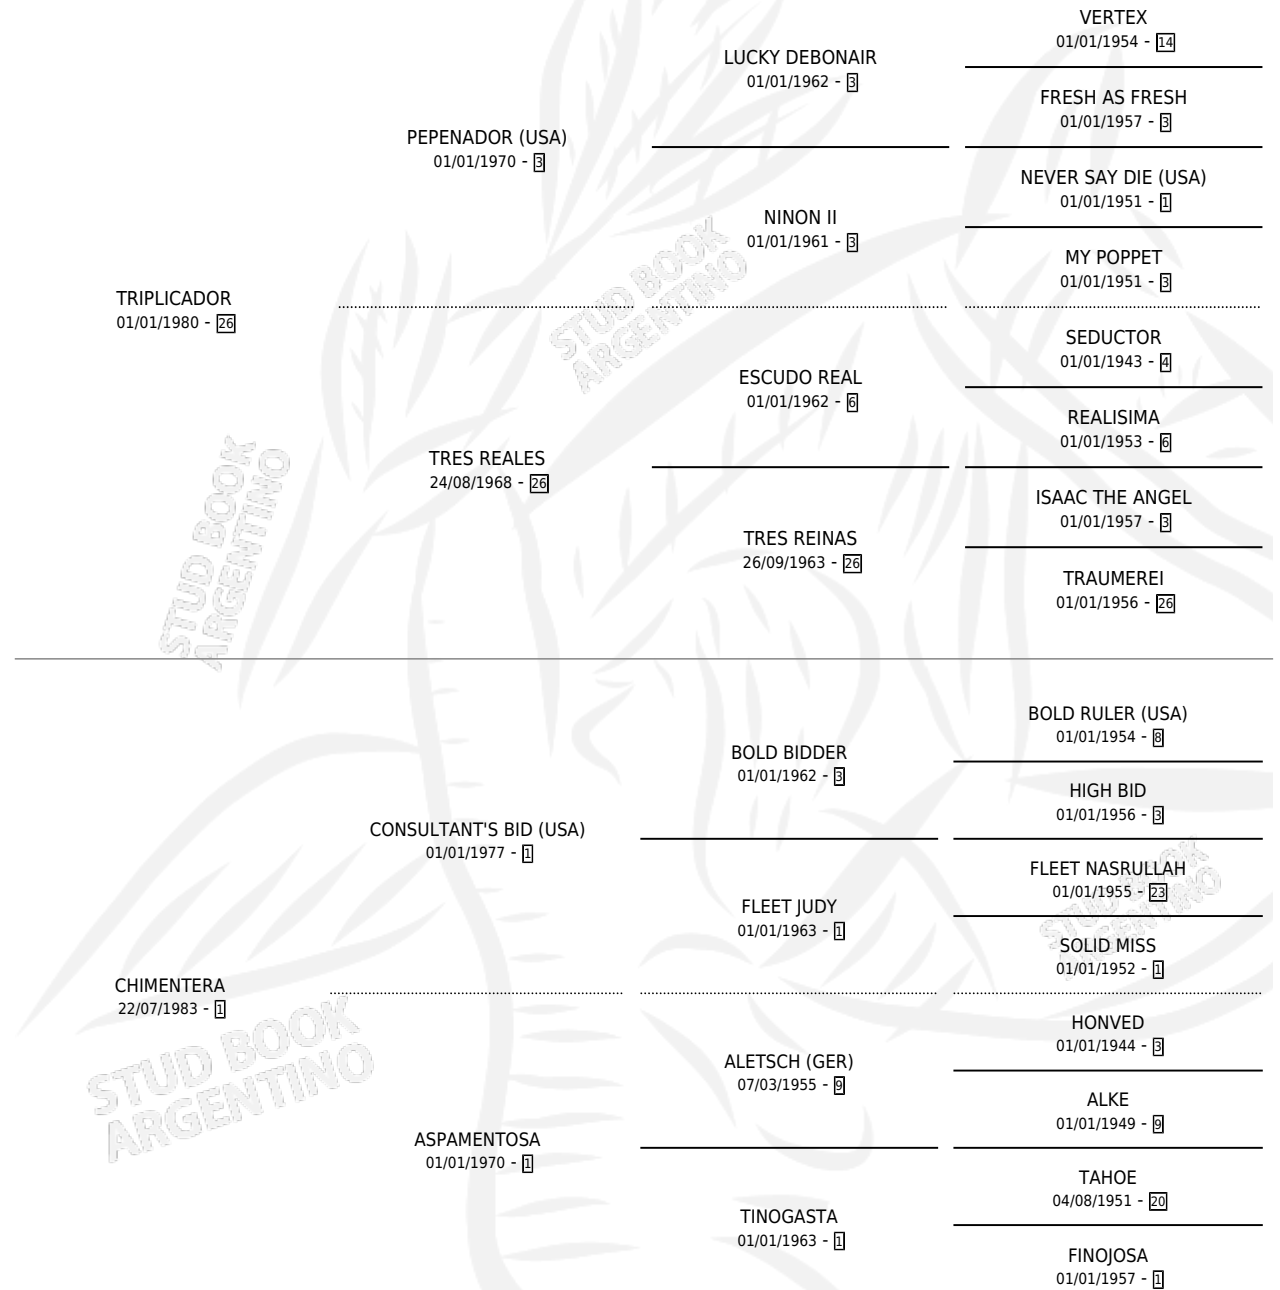 VERTEX
01/01/1954 - 14
LUCKY DEBONAIR
01/01/1962 - 3
FRESH AS FRESH
01/01/1957 - 3
PEPENADOR (USA)
01/01/1970 - 3
NEVER SAY DIE (USA)
01/01/1951 - 1
NINON II
01/01/1961 - 3
MY POPPET
01/01/1951 - 3
TRIPLICADOR
01/01/1980 - 26
STUD BOOK
ARGENTINO
SEDUCTOR
01/01/1943 - 4
ESCUDO REAL
01/01/1962 - 6
REALISIMA
01/01/1953 - 6
TRES REALES
24/08/1968 - 26
ISAAC THE ANGEL
01/01/1957 - 3
TRES REINAS
26/09/1963 - 26
TRAUMEREI
01/01/1956 - 26
STUD BOOK
ARGENTINO
BOLD RULER (USA)
01/01/1954 - 8
BOLD BIDDER
01/01/1962 - 3
HIGH BID
01/01/1956 - 3
CONSULTANT'S BID (USA)
01/01/1977 - 1
FLEET NASRULLAH
01/01/1955 - 23
FLEET JUDY
01/01/1963 - 1
STUD BOOK
ARGENTINO
SOLID MISS
01/01/1952 - 1
CHIMENTERA
22/07/1983 - 1
HONVED
01/01/1944 - 3
STUD BOOK
ARGENTINO
ALETSCH (GER)
07/03/1955 - 9
ALKE
01/01/1949 - 9
ASPAMENTOSA
01/01/1970 - 1
TAHOE
04/08/1951 - 20
TINOGASTA
01/01/1963 - 1
FINOJOSA
01/01/1957 - 1